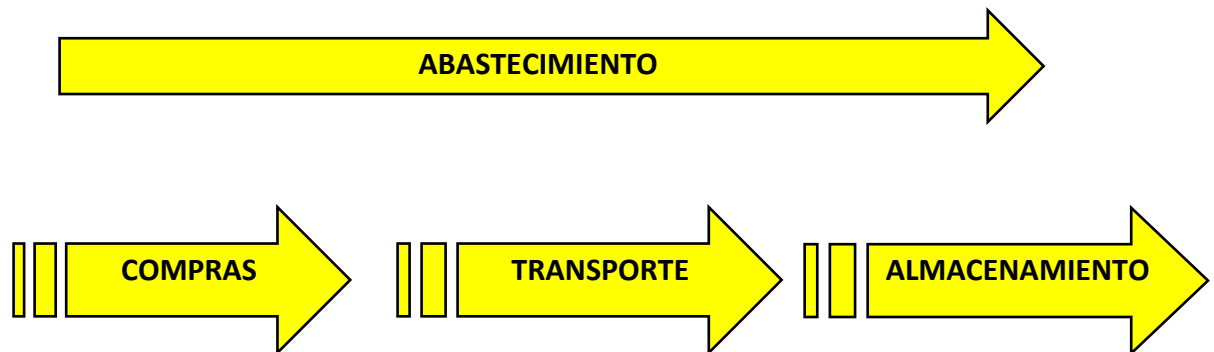 ABASTECIMIENTO
COMPRAS
TRANSPORTE
ALMACENAMIENTO